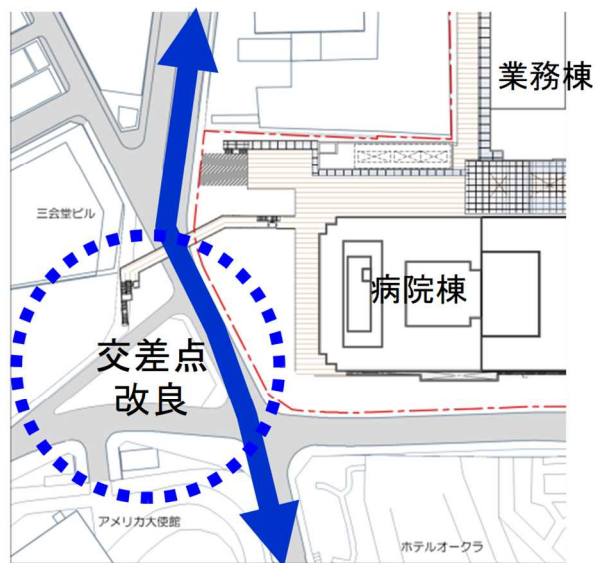 業務棟
三会堂ビル
病院棟
交差点
改良
アメリカ大使館
ホテルオークラ